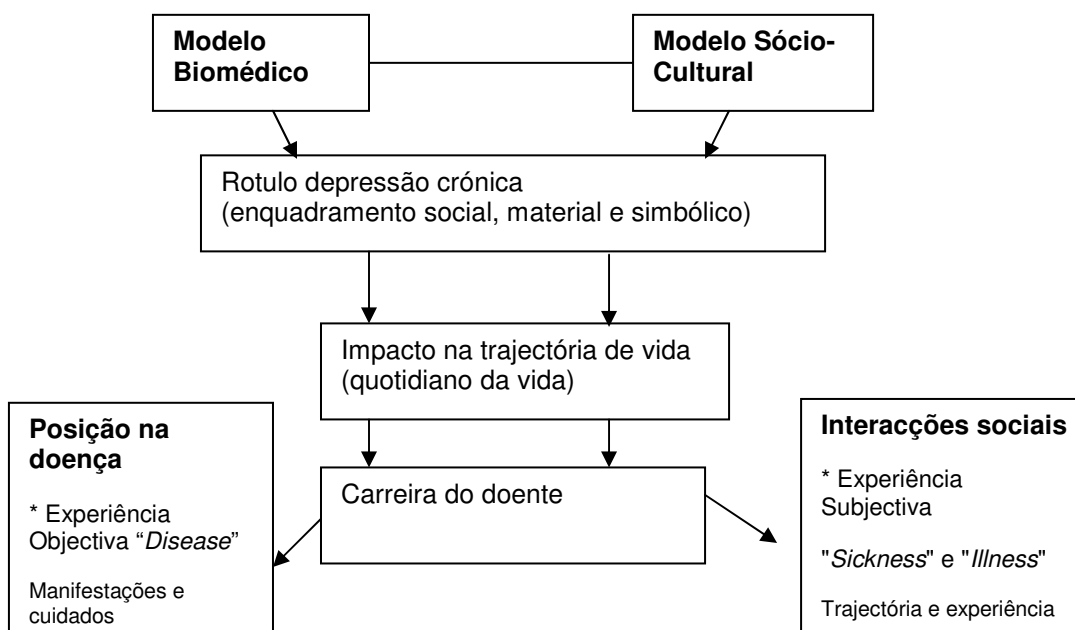 Modelo
Biomédico
Modelo Sócio-
Cultural
Rotulo depressão crónica
(enquadramento social, material e simbólico)
Impacto na trajectória de vida
(quotidiano da vida)
Posição na
doença
* Experiência
Objectiva “Disease”
Manifestações e
cuidados
Carreira do doente
Interacções sociais
* Experiência
Subjectiva
"Sickness" e "Illness"
Trajectória e experiência